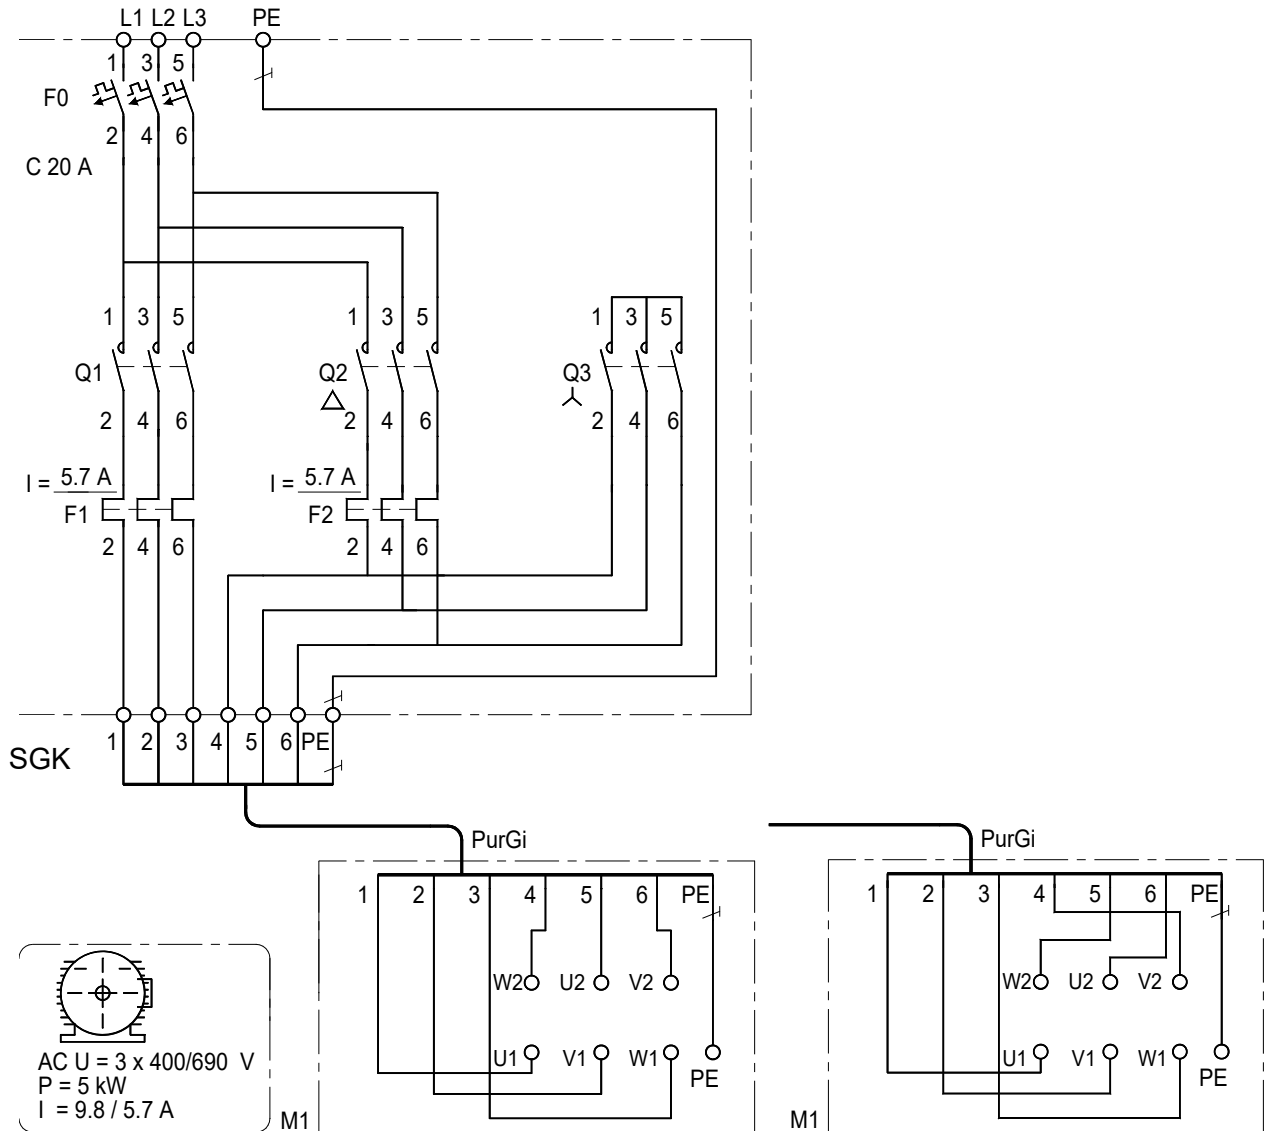 L1 L2 L3 PE
1 3 5
F0
2 4 6
C 20 A
1 3 5 1 3 5 1 3 5
Q1 Q2 Q3
2 4 6 2 4 6 2 4 6
I = 5.7 A I = 5.7 A
F1 F2
2 4 6 2 4 6
1 2 3 4 5 6 PE
SGK
PurGi PurGi
1 2 3 4 5 6 PE 1 2 3 4 5 6 PE
W2 U2 V2 W2 U2 V2
U1 V1 W1 U1 V1 W1
PE PE
AC U = 3 x 400/690 V
P = 5 kW
I = 9.8 / 5.7 A
M1 M1